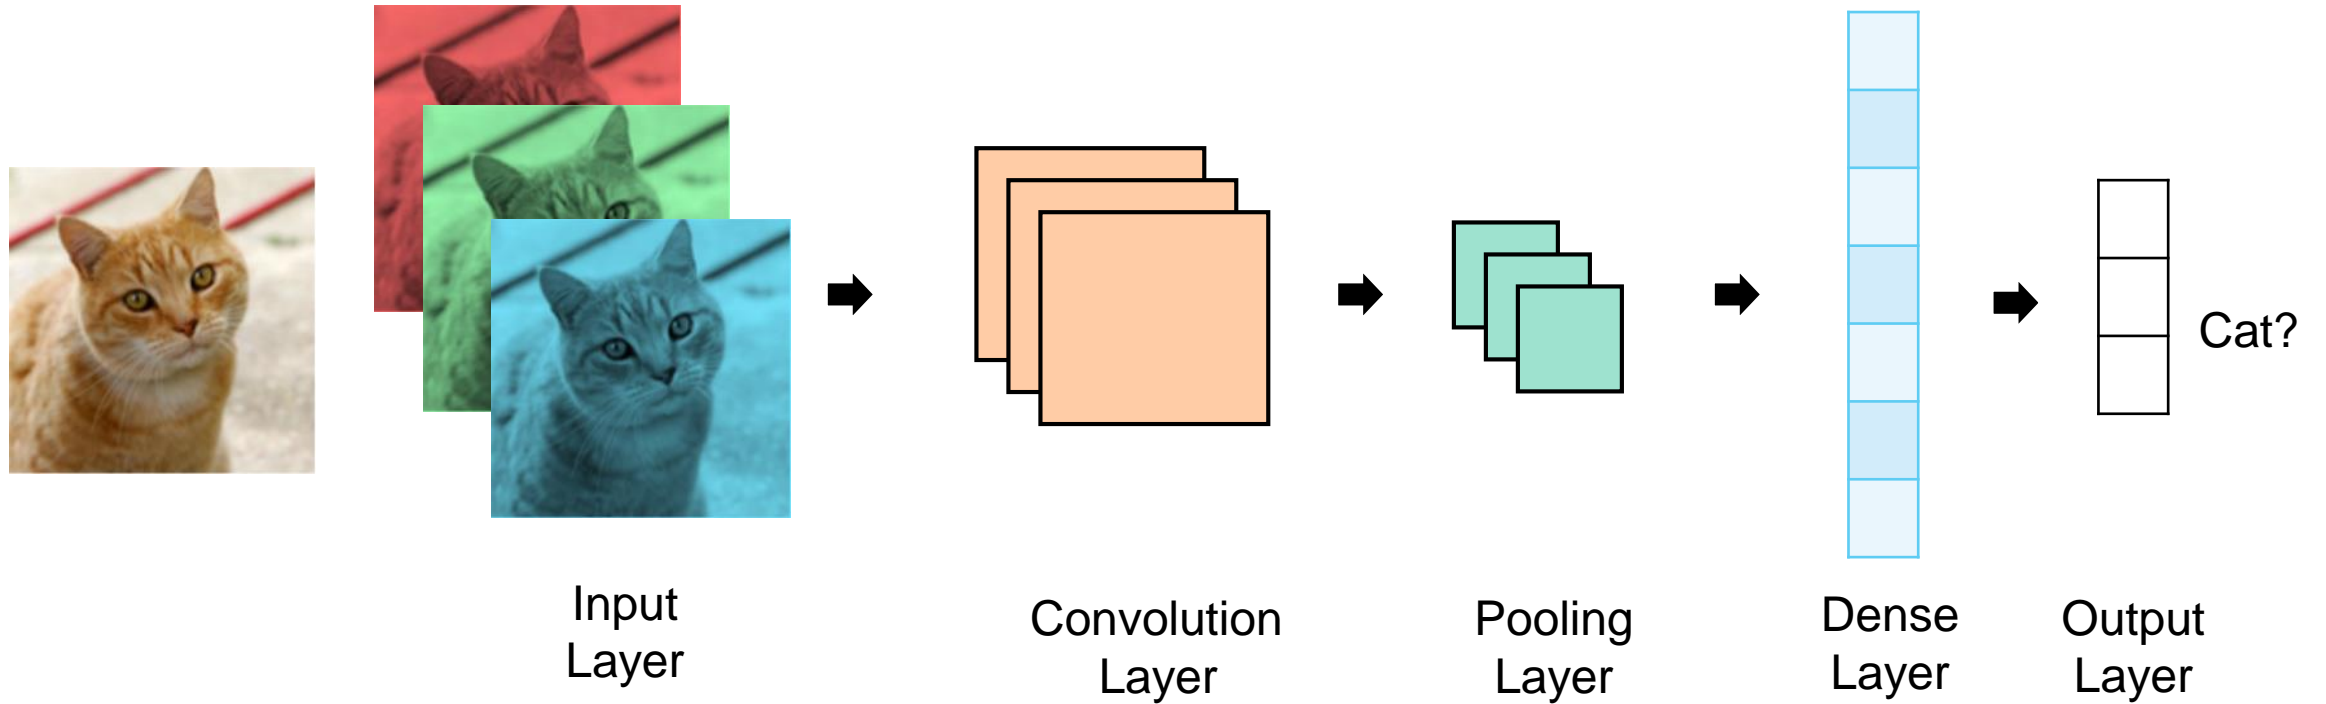 Cat?
Input
Layer
Convolution
Layer
Pooling
Layer
Dense
Layer
Output
Layer